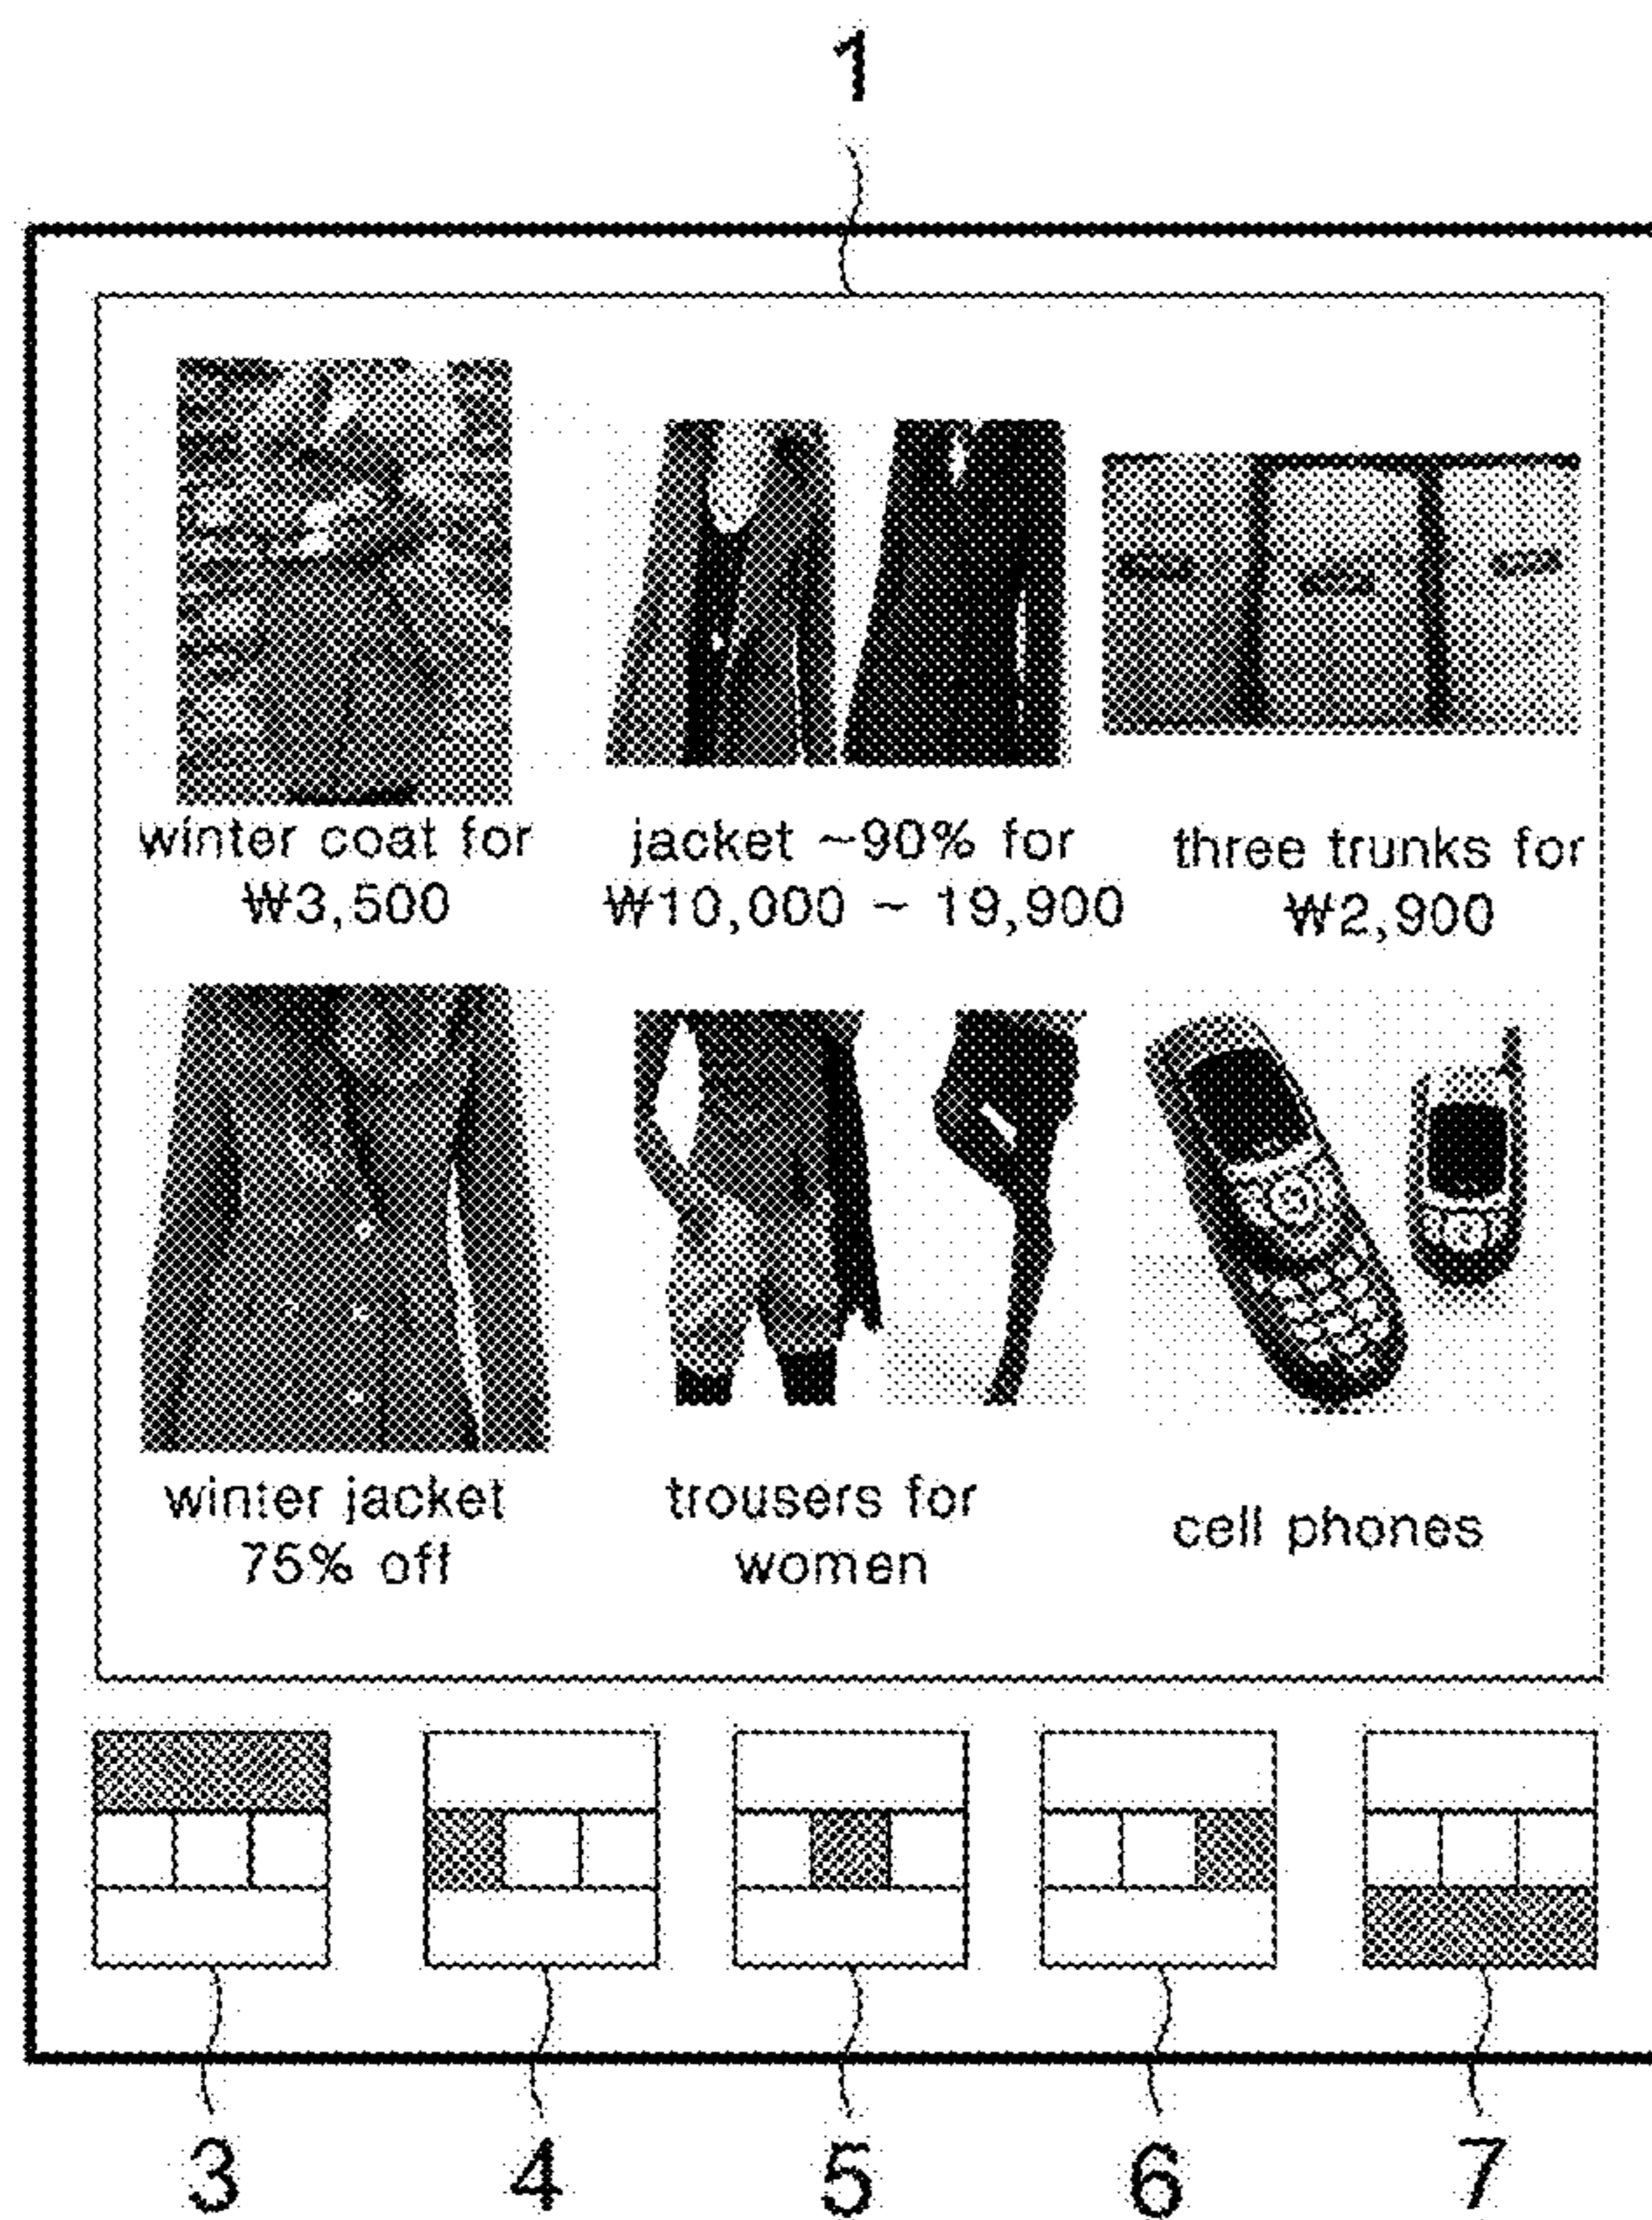 1
winter coat for
₩3,500
jacket ~90% for
₩10,000 ~ 19,900
three trunks for
₩2,900
winter jacket
75% off
trousers for
women
cell phones
3 4 5 6 7